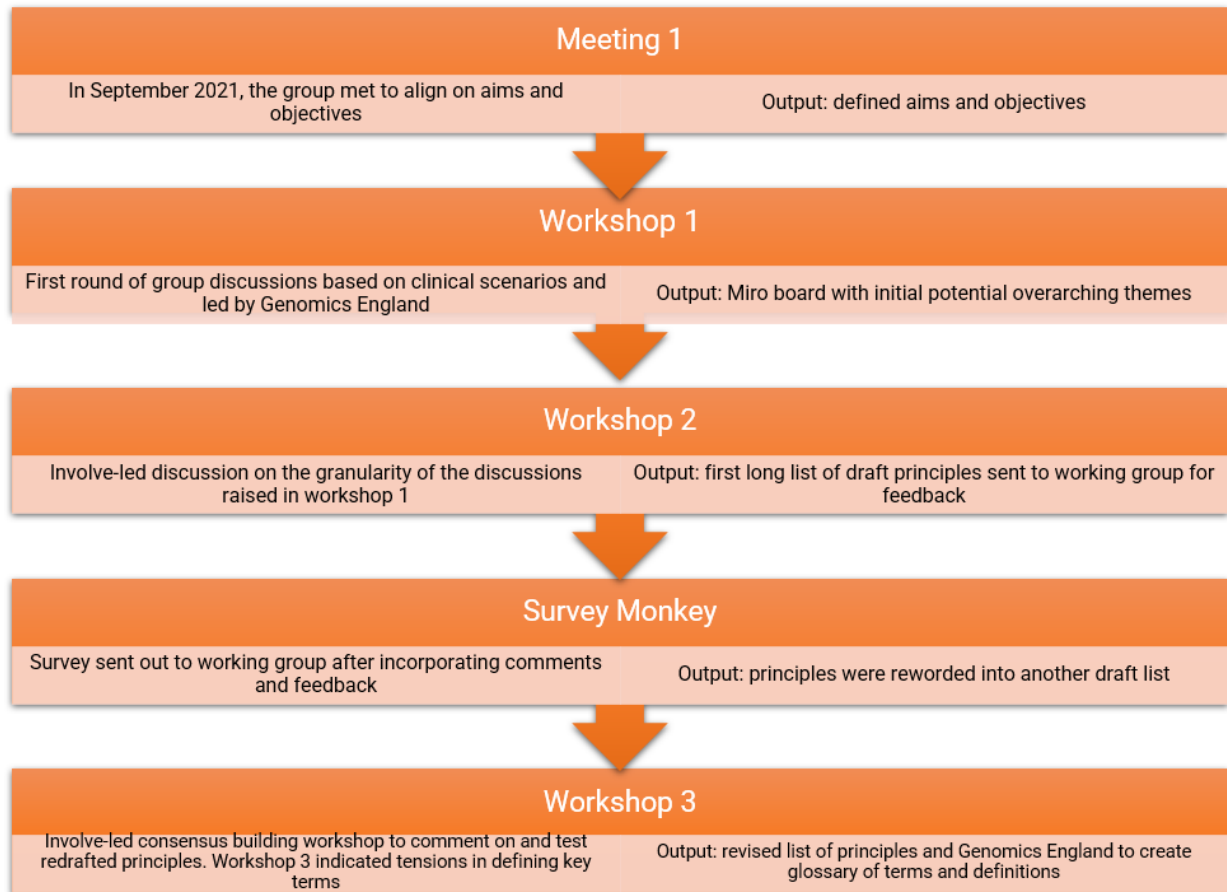 Meeting 1
In September 2021, the group met to align on aims and
objectives
Output: defined aims and objectives
Workshop 1
First round of group discussions based on clinical scenarios and
led by Genomics England
Output: Miro board with initial potential overarching themes
Workshop 2
Involve-led discussion on the granularity of the discussions
raised in workshop 1
Output: first long list of draft principles sent to working group for
feedback
Survey Monkey
Survey sent out to working group after incorporating comments
and feedback
Output: principles were reworded into another draft list
Workshop 3
Involve-led consensus building workshop to comment on and test
redrafted principles. Workshop 3 indicated tensions in defining key
terms
Output: revised list of principles and Genomics England to create
glossary of terms and definitions